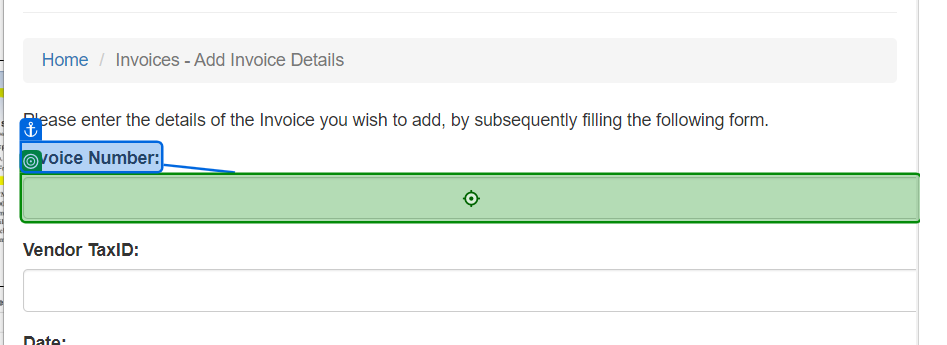 Home / Invoices - Add Invoice Details
Please enter the details of the Invoice you wish to add, by subsequently filling the following form.
voice Number:
Vendor TaxID:
Date: